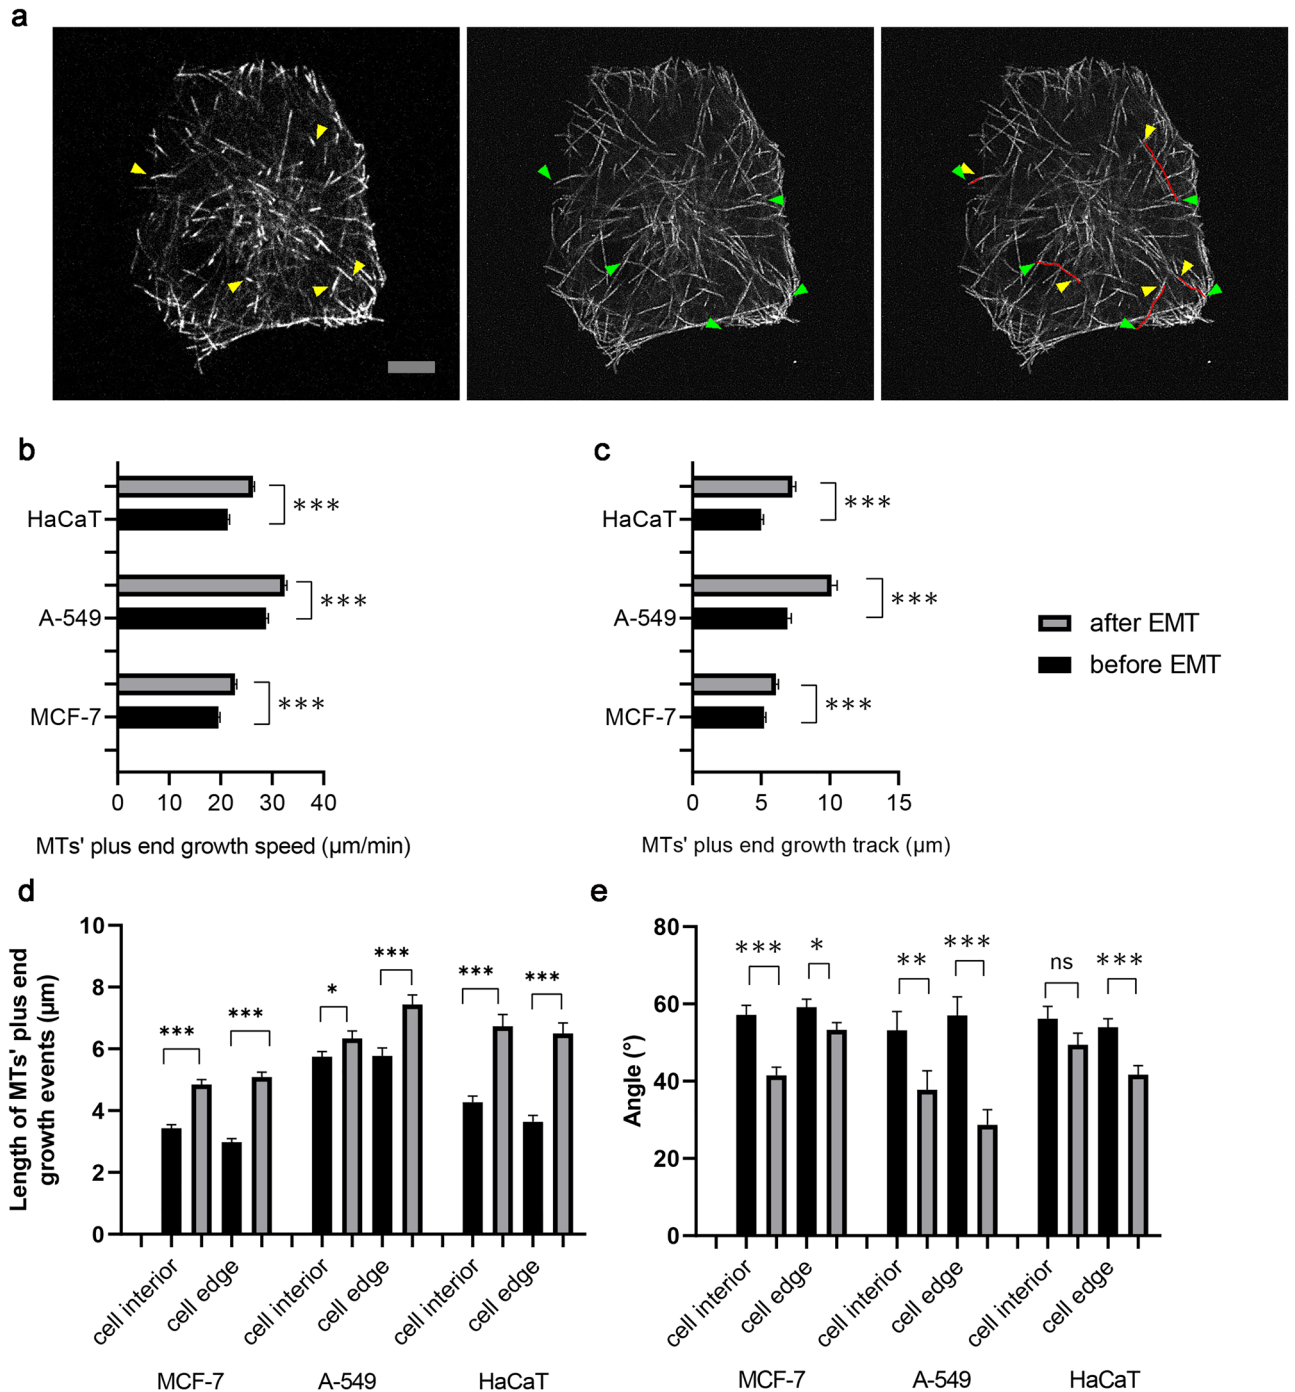 a
b
HaCaT
***
A-549
***
MCF-7
***
0 10 20 30 40
MTs' plus end growth speed (µm/min)
c
HaCaT
***
A-549
***
MCF-7
***
0 5 10 15
MTs' plus end growth track (µm)
after EMT
before EMT
d
Length of MTs' plus end
growth events (µm)
10
8
6
4
2
0
***
***
*
***
***
***
cell interior
cell edge
cell interior
cell edge
cell interior
cell edge
MCF-7 A-549 HaCaT
e
Angle (°)
80
60
40
20
0
***
*
**
***
ns
***
cell interior
cell edge
cell interior
cell edge
cell interior
cell edge
MCF-7 A-549 HaCaT